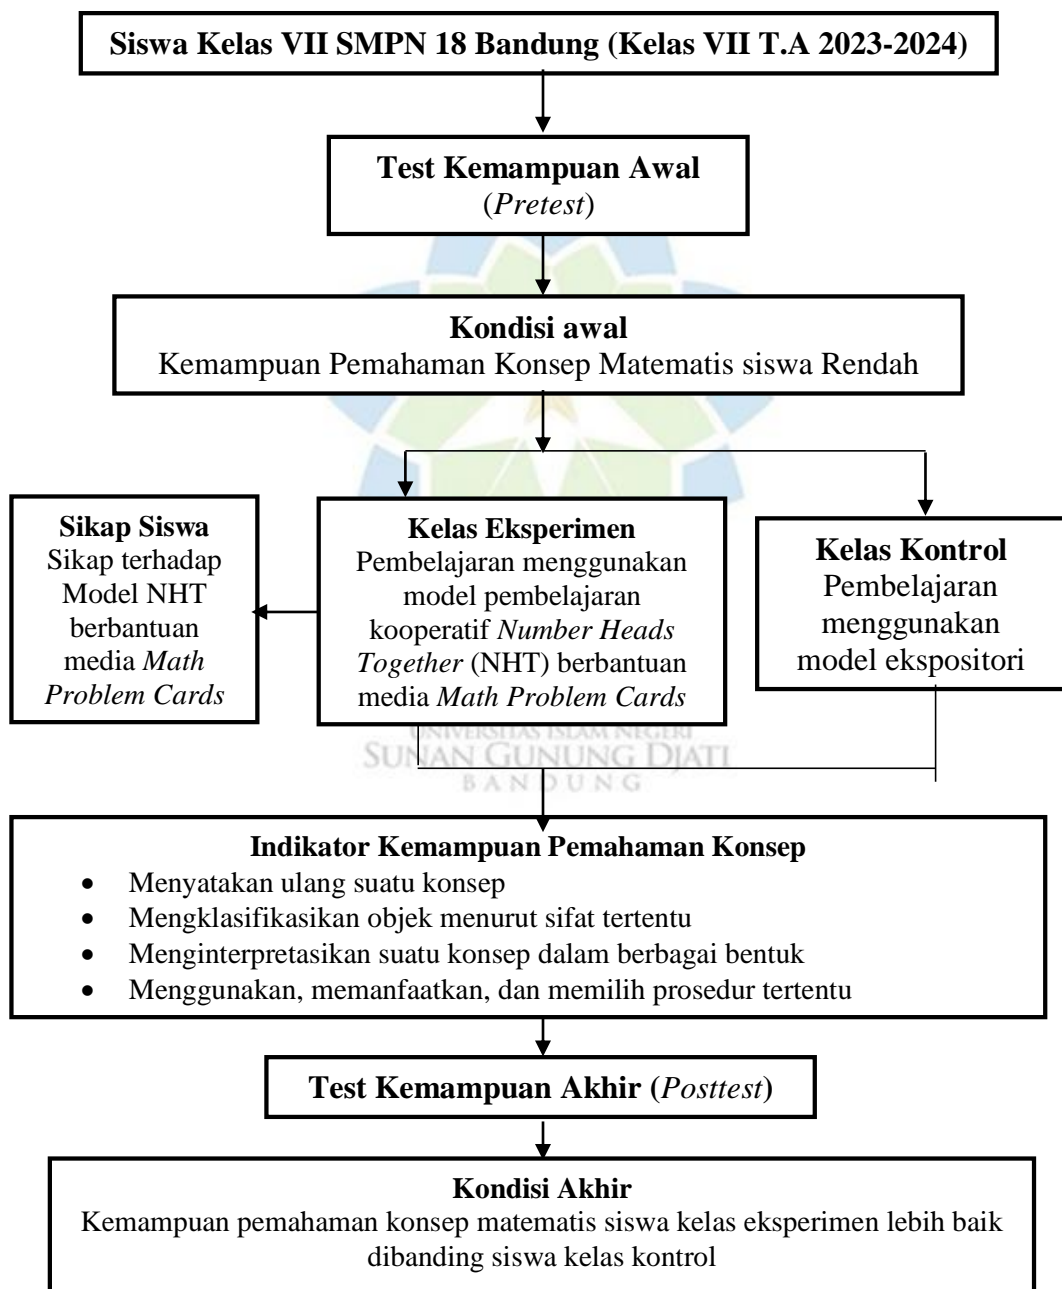 Siswa Kelas VII SMPN 18 Bandung (Kelas VII T.A 2023-2024)
Test Kemampuan Awal
(Pretest)
Kondisi awal
Kemampuan Pemahaman Konsep Matematis siswa Rendah
Sikap Siswa
Sikap terhadap
Model NHT
berbantuan
media Math
Problem Cards
Kelas Eksperimen
Pembelajaran menggunakan
model pembelajaran
kooperatif Number Heads
Together (NHT) berbantuan
media Math Problem Cards
Kelas Kontrol
Pembelajaran
menggunakan
model ekspositori
UNIVERSITAS ISLAM NEGERI
SUNAN GUNUNG DJATI
BANDUNG
Indikator Kemampuan Pemahaman Konsep
• Menyatakan ulang suatu konsep
• Mengklasifikasikan objek menurut sifat tertentu
• Menginterpretasikan suatu konsep dalam berbagai bentuk
• Menggunakan, memanfaatkan, dan memilih prosedur tertentu
Test Kemampuan Akhir (Posttest)
Kondisi Akhir
Kemampuan pemahaman konsep matematis siswa kelas eksperimen lebih baik
dibanding siswa kelas kontrol